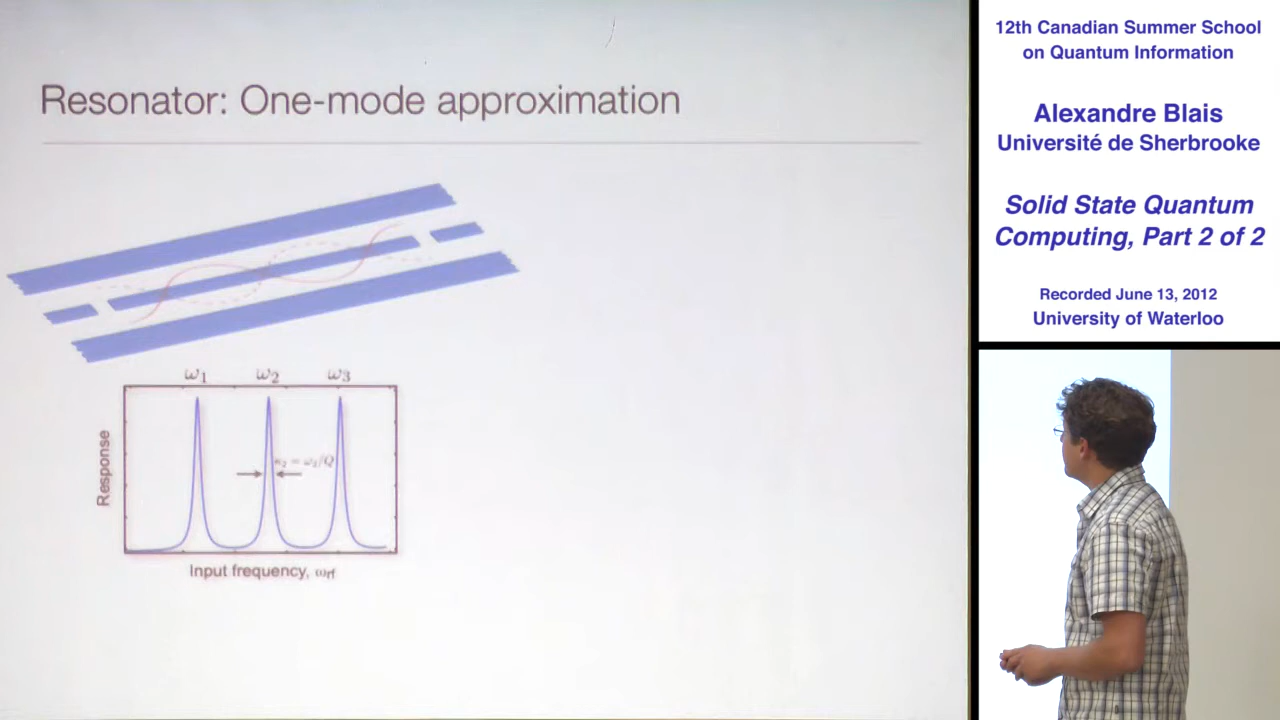 Resonator: One-mode approximation
ω1 ω2 ω3
κ2 = ω2/Q
Response
Input frequency, ωrf
12th Canadian Summer School
on Quantum Information
Alexandre Blais
Université de Sherbrooke
Solid State Quantum
Computing, Part 2 of 2
Recorded June 13, 2012
University of Waterloo